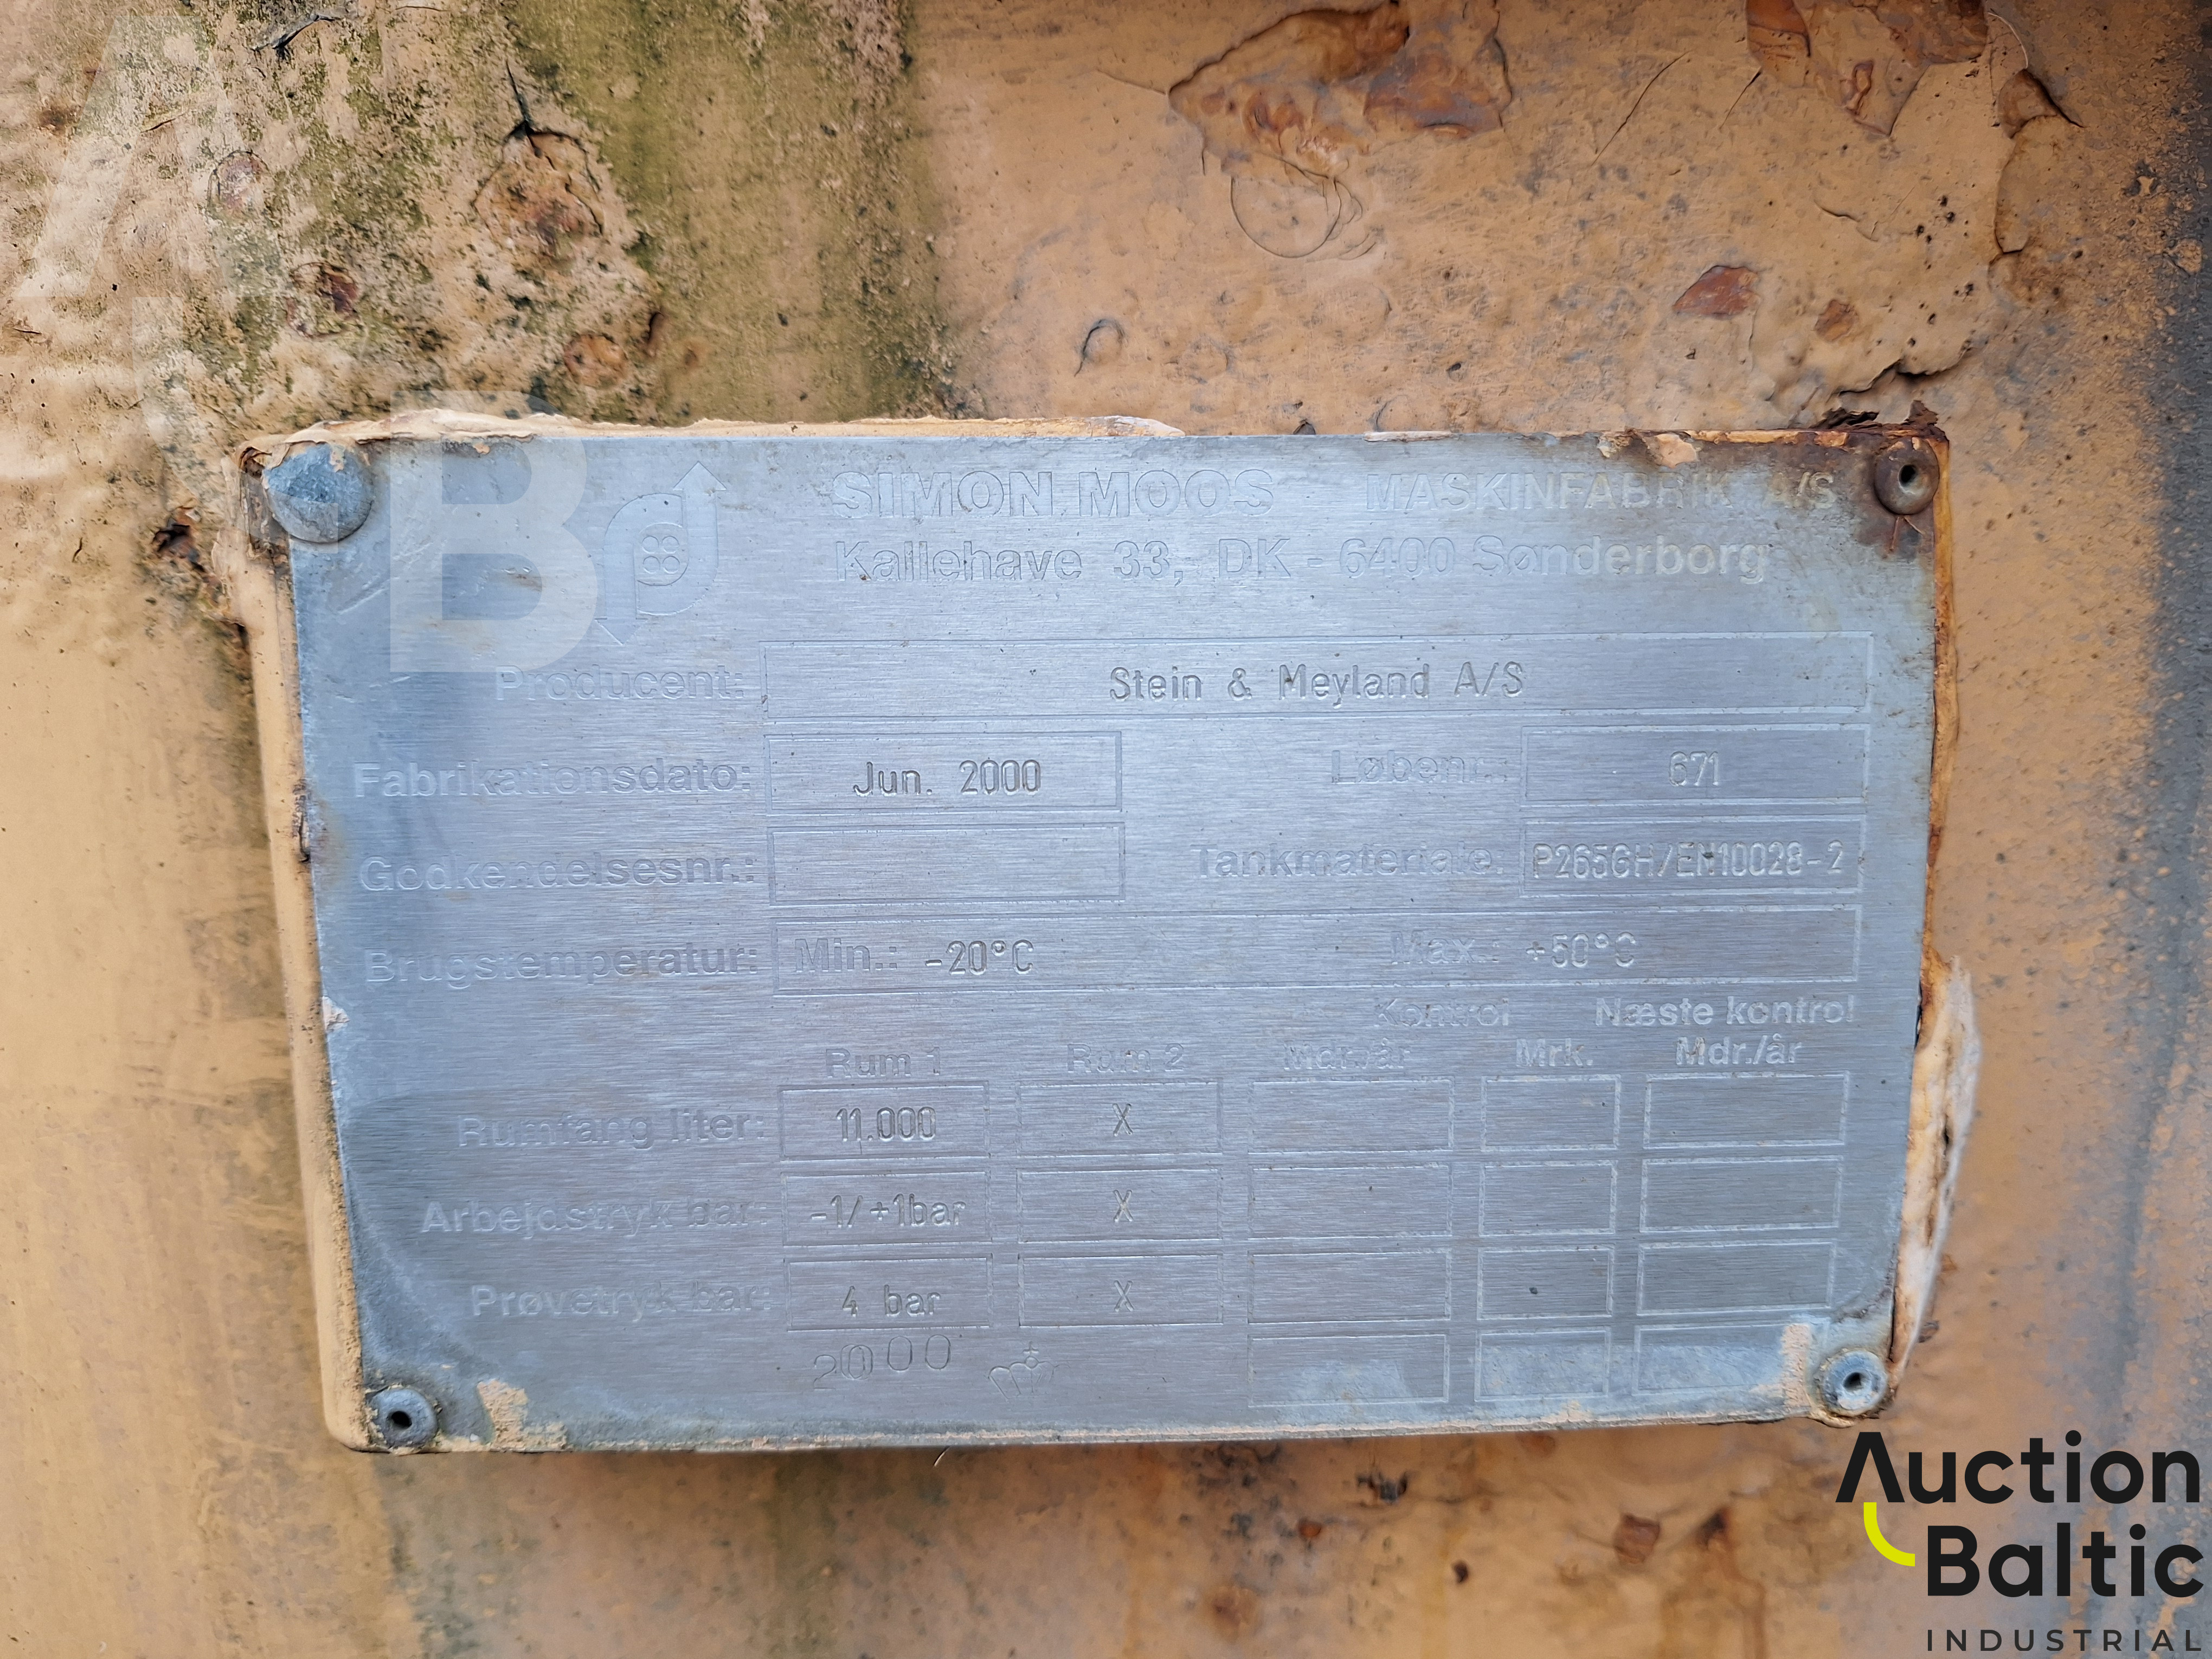 SIMON MOOS MASKINFABRIK A/S
Kallehave 33, DK - 6400 Sønderborg
Producent: Stein & Meyland A/S
Fabrikationsdato: Jun. 2000 Løbenr.: 671
Godkendelsesnr.: Tankmateriale: P265GH/EN10028-2
Brugstemperatur: Min.: -20°C Max.: +50°C
Kontrol Næste kontrol
Rum 1 Rum 2 Mdr./år Mrk. Mdr./år
Rumfang liter: 11.000 X
Arbejdstryk bar: -1/+1bar X
Prøvetryk bar: 4 bar X
2000
B
Auction
Baltic
INDUSTRIAL